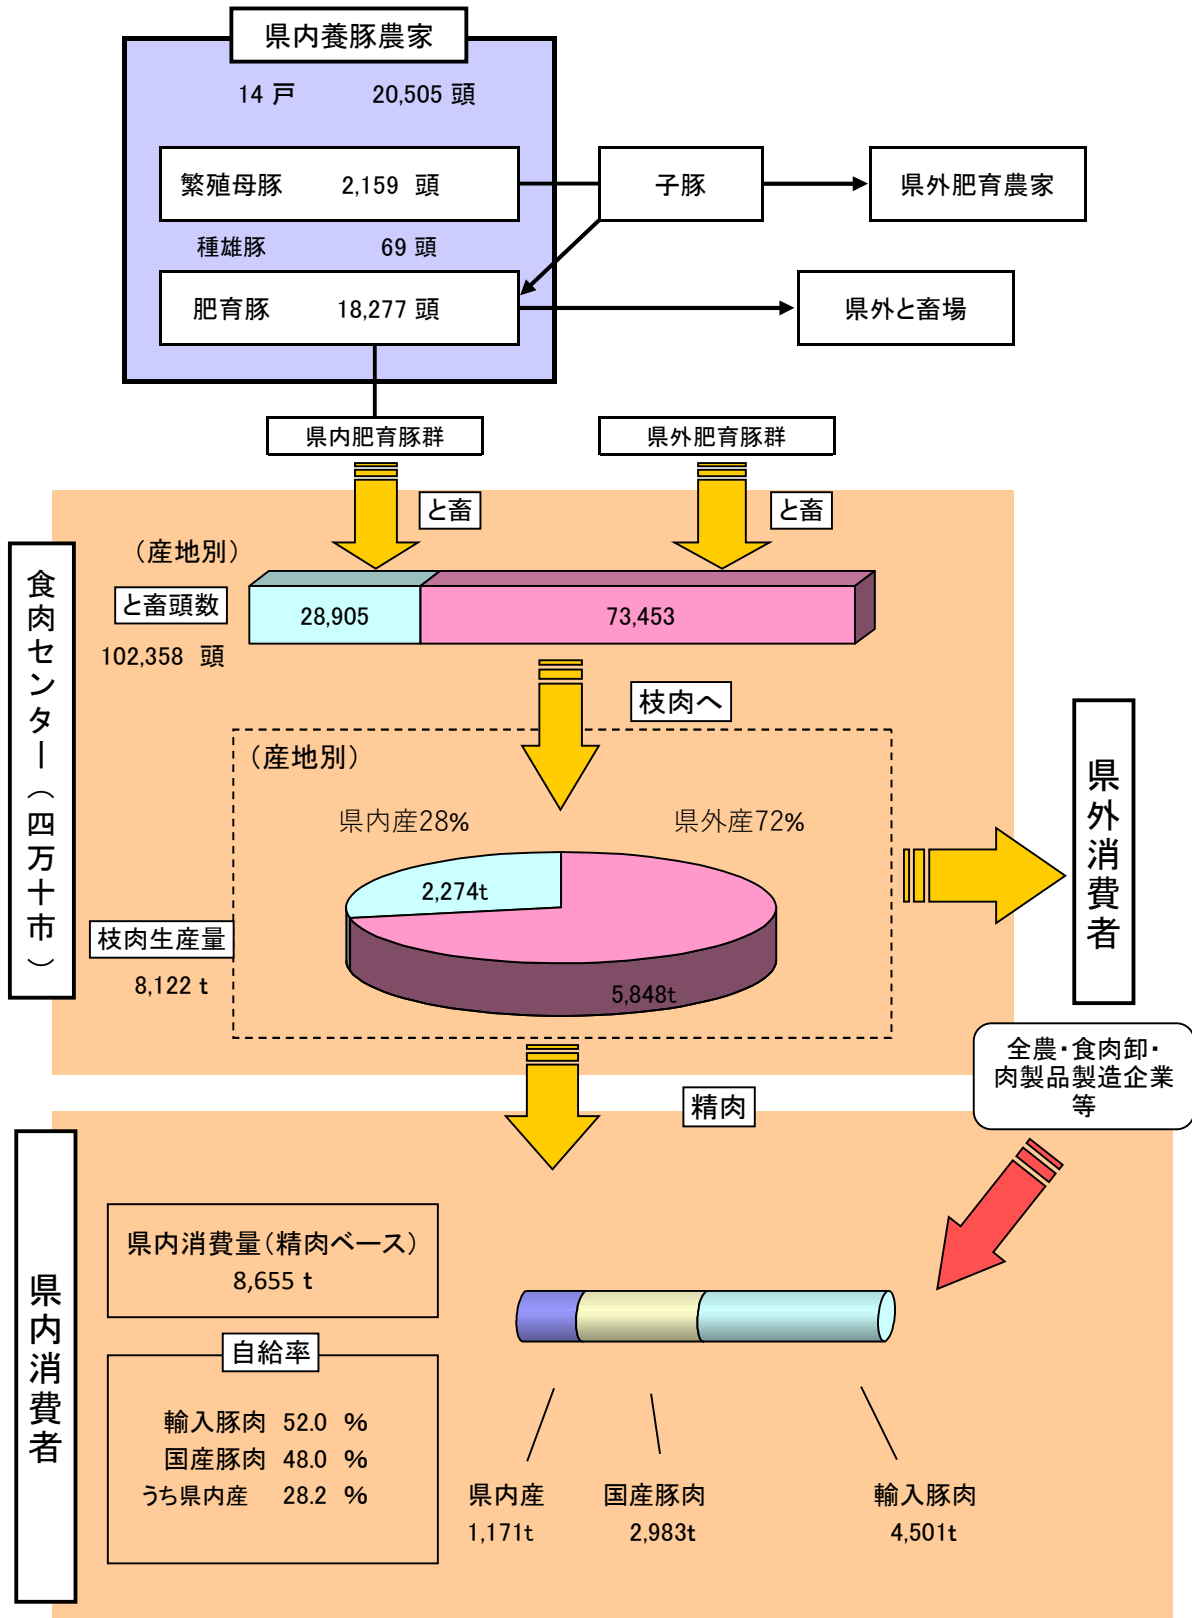 県内養豚農家
14 戸 20,505 頭
繁殖母豚 2,159 頭
子豚
県外肥育農家
種雄豚 69 頭
肥育豚 18,277 頭
県外と畜場
県内肥育豚群
県外肥育豚群
と畜
と畜
食肉センター（四万十市）
（産地別）
と畜頭数
28,905
73,453
102,358 頭
枝肉へ
（産地別）
県内産28%
県外産72%
2,274t
5,848t
枝肉生産量
8,122 t
県外消費者
全農・食肉卸・
肉製品製造企業
等
精肉
県内消費者
県内消費量（精肉ベース）
8,655 t
自給率
輸入豚肉 52.0 %
国産豚肉 48.0 %
うち県内産 28.2 %
県内産
1,171t
国産豚肉
2,983t
輸入豚肉
4,501t